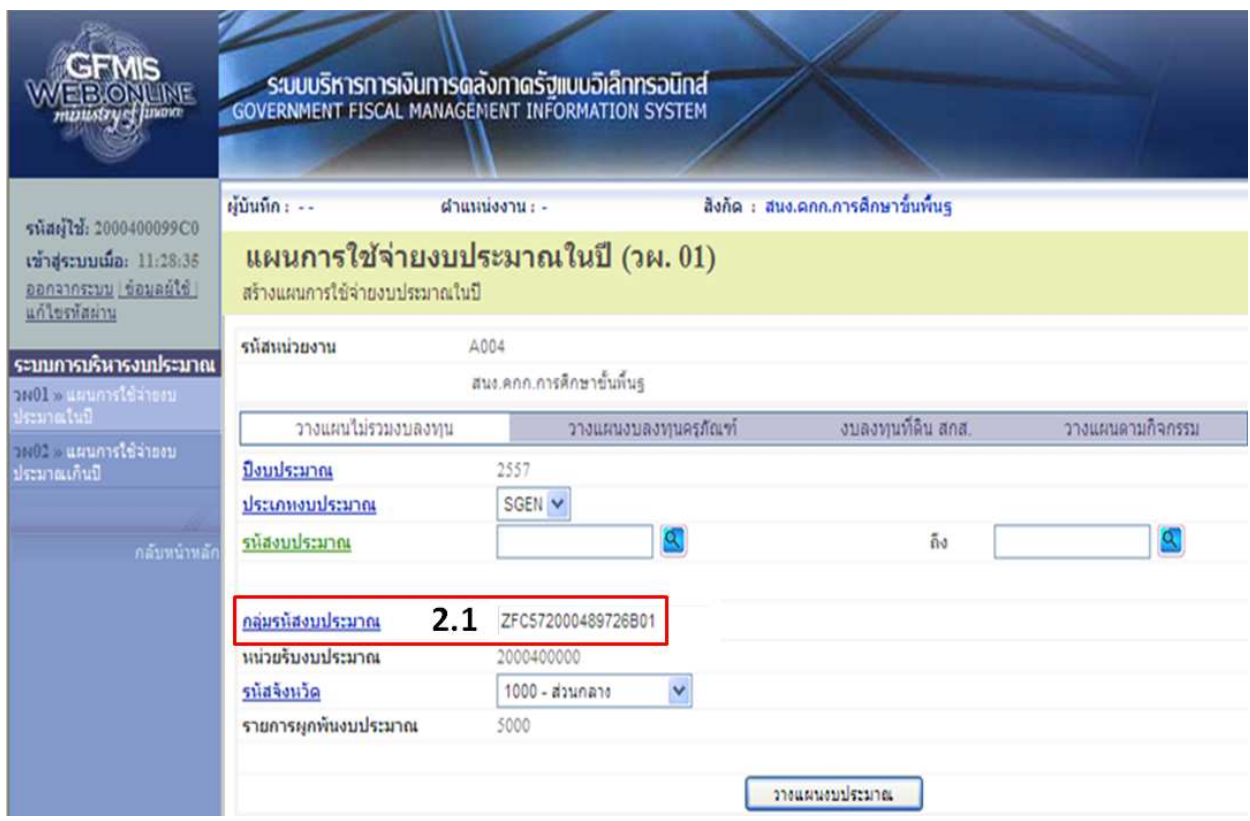 GFMIS
WEB ONLINE
ministry of finance
ระบบบริหารการเงินการคลังภาครัฐแบบอิเล็กทรอนิกส์
GOVERNMENT FISCAL MANAGEMENT INFORMATION SYSTEM
รหัสผู้ใช้: 2000400099C0
เข้าสู่ระบบเมื่อ: 11:28:35
ออกจากระบบ | ข้อมูลผู้ใช้ |
แก้ไขรหัสผ่าน
ระบบการบริหารงบประมาณ
วผ01 » แผนการใช้จ่ายงบ
ประมาณในปี
วผ02 » แผนการใช้จ่ายงบ
ประมาณเกินปี
กลับหน้าหลัก
ผู้บันทึก : - - ตำแหน่งงาน : - สังกัด : สนง.คกก.การศึกษาขั้นพื้นฐ
แผนการใช้จ่ายงบประมาณในปี (วผ. 01)
สร้างแผนการใช้จ่ายงบประมาณในปี
รหัสหน่วยงาน A004
สนง.คกก.การศึกษาขั้นพื้นฐ
วางแผนไม่รวมงบลงทุน วางแผนงบลงทุนครุภัณฑ์ งบลงทุนที่ดิน สกส. วางแผนตามกิจกรรม
ปีงบประมาณ 2557
ประเภทงบประมาณ SGEN
รหัสงบประมาณ ถึง
กลุ่มรหัสงบประมาณ 2.1 ZFC572000489726B01
หน่วยรับงบประมาณ 2000400000
รหัสจังหวัด 1000 - ส่วนกลาง
รายการผูกพันงบประมาณ 5000
วางแผนงบประมาณ